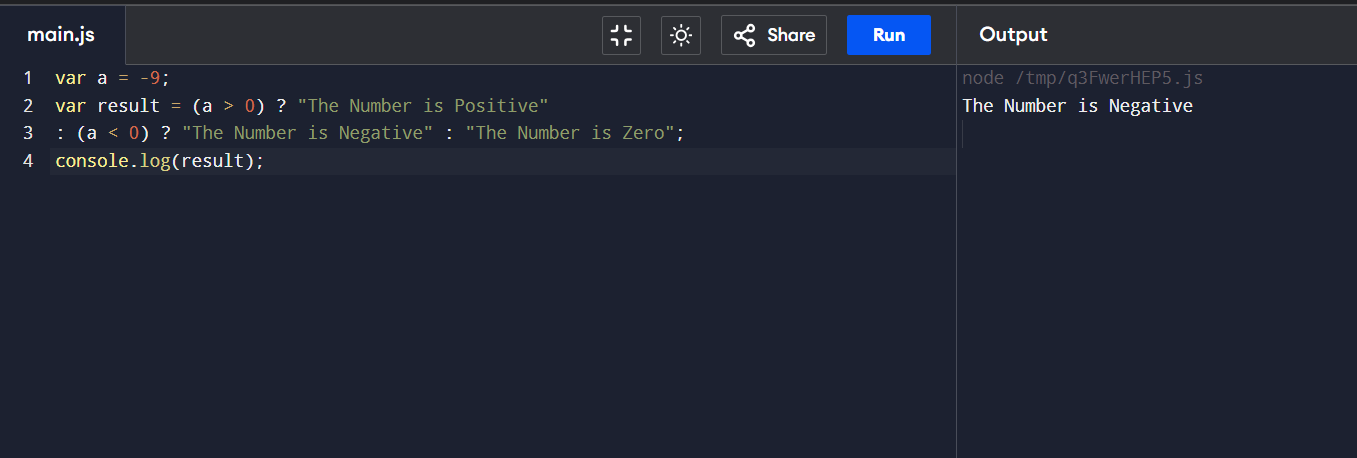 main.js
Share
Run
Output
1 var a = -9;
2 var result = (a > 0) ? "The Number is Positive"
3 : (a < 0) ? "The Number is Negative" : "The Number is Zero";
4 console.log(result);
node /tmp/q3FwerHEP5.js
The Number is Negative